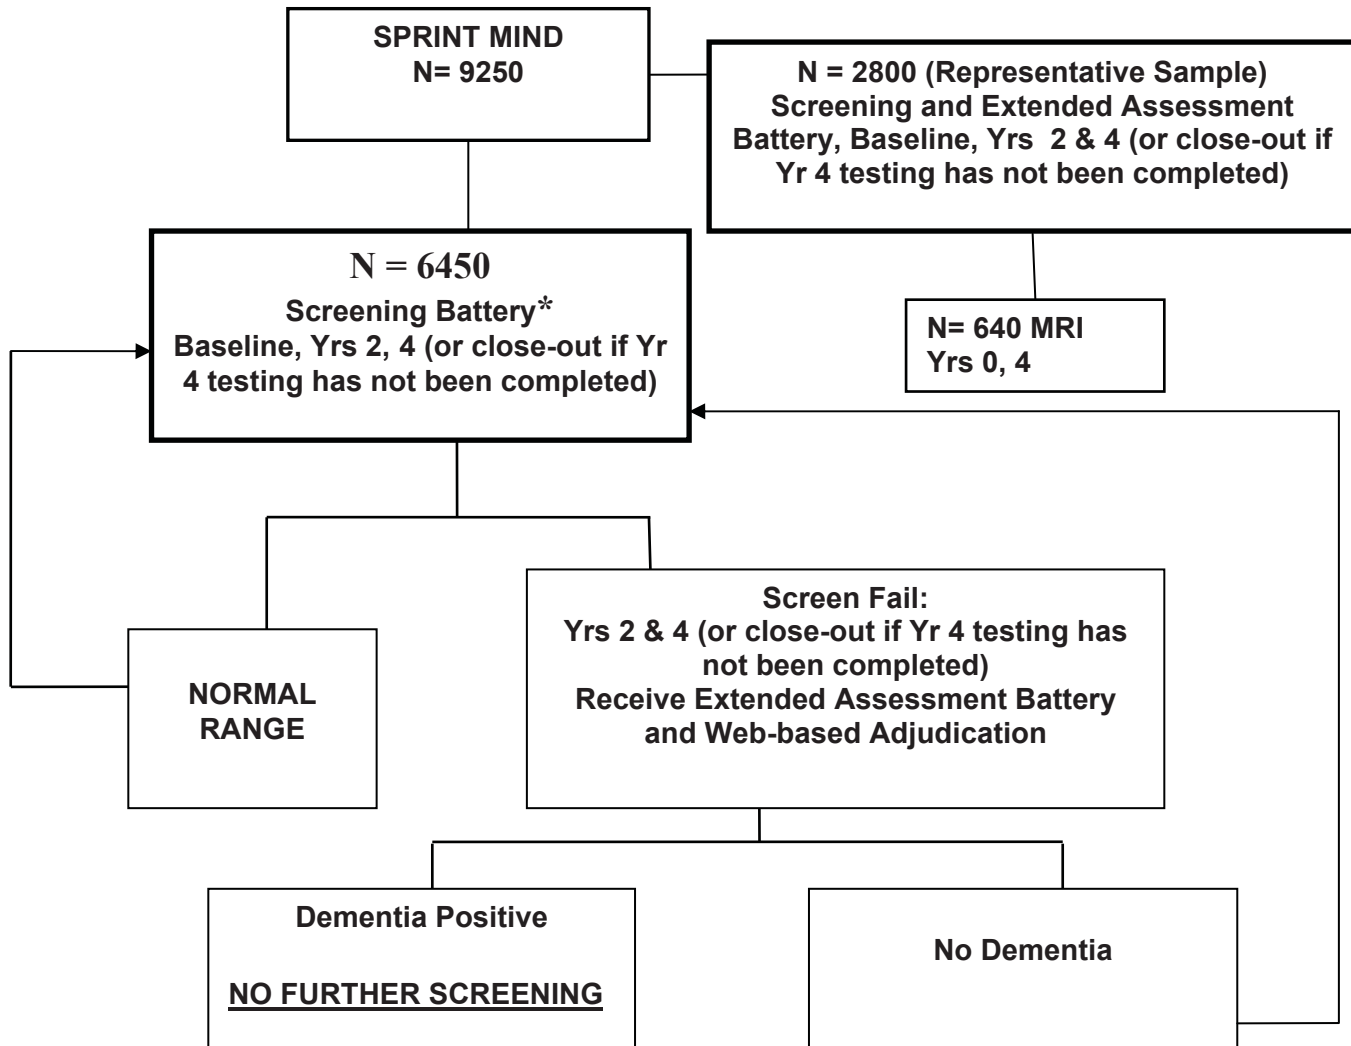 SPRINT MIND
N= 9250
N = 2800 (Representative Sample)
Screening and Extended Assessment
Battery, Baseline, Yrs 2 & 4 (or close-out if
Yr 4 testing has not been completed)
N = 6450
Screening Battery*
Baseline, Yrs 2, 4 (or close-out if Yr
4 testing has not been completed)
N= 640 MRI
Yrs 0, 4
NORMAL
RANGE
Screen Fail:
Yrs 2 & 4 (or close-out if Yr 4 testing has
not been completed)
Receive Extended Assessment Battery
and Web-based Adjudication
Dementia Positive
NO FURTHER SCREENING
No Dementia